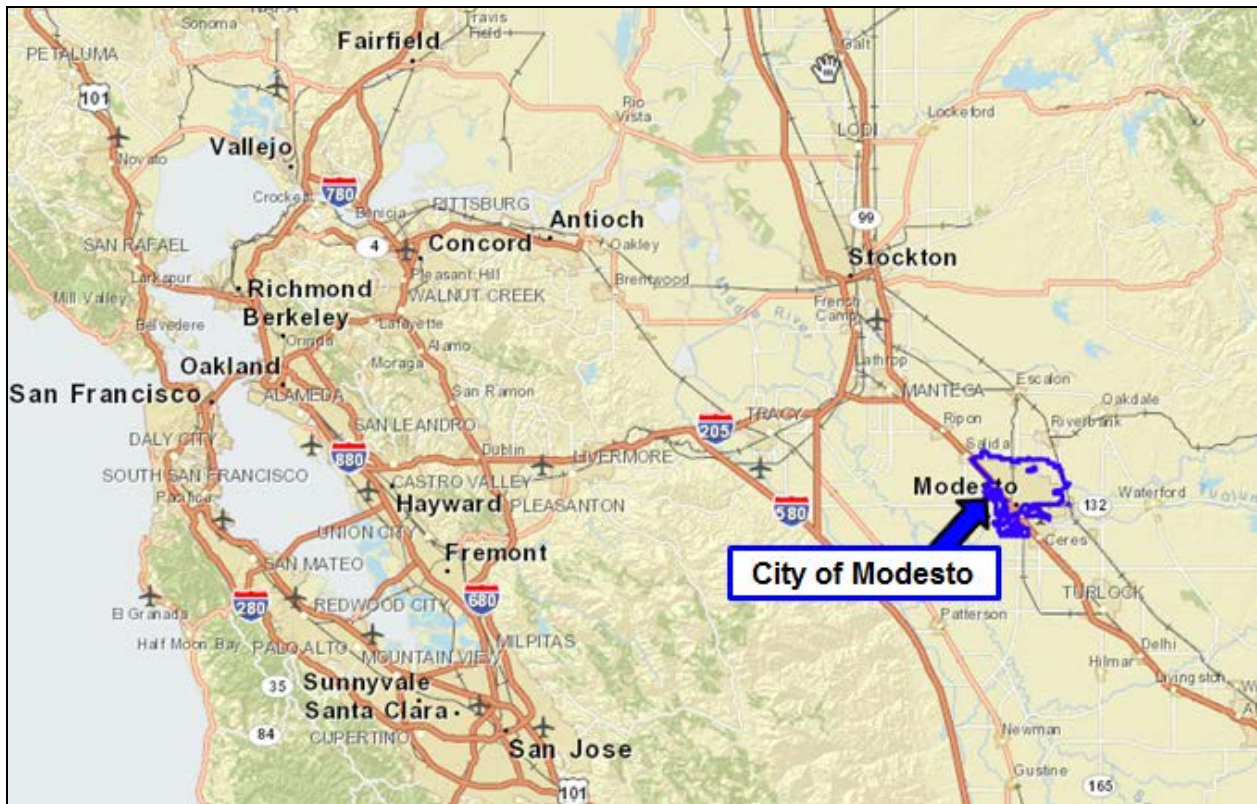 Sonoma
Travis
Field
PETALUMA
Fairfield
Galt
101
Rio
Vista
Lockeford
LODI
Novato
Vallejo
780
Crocke
Benicia
PITTSBURG
99
Antioch
SAN RAFAEL
4
Concord
Oakley
Stockton
Larkspur
Pleasant Hill
Brentwood
Mill Valley
Richmond
WALNUT CREEK
Middle River
French
Camp
Belvedere
Berkeley
Lafayette
Orinda
Alamo
Lathrop
Oakland
Moraga
San Francisco
ALAMEDA
San Ramon
MANTECA
Escalon
Oakdale
TRACY
Ripon
Riverbank
SAN LEANDRO
205
DALY CITY
880
Dublin
LIVERMORE
Salida
SOUTH SAN FRANCISCO
CASTRO VALLEY
Modesto
132
Waterford
Pacifica
Hayward
PLEASANTON
580
UNION CITY
Ceres
Fremont
City of Modesto
SAN MATEO
280
REDWOOD CITY
680
TURLOCK
El Granada
Patterson
Half Moon Bay
PALO ALTO
MILPITAS
MOUNTAIN VIEW
Delhi
Hilmar
35
Sunnyvale
Livingston
Santa Clara
84
CUPERTINO
San Jose
Newman
Gustine
101
165